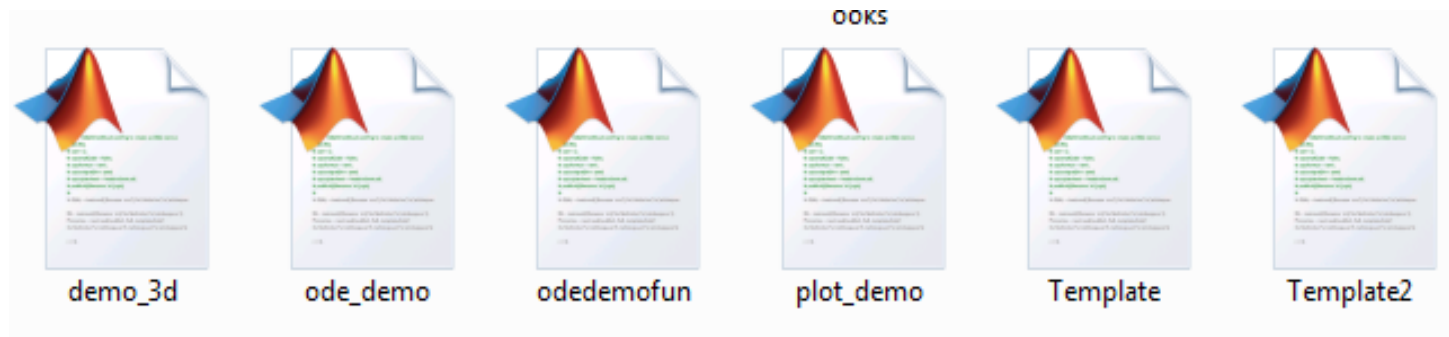 ooks
demo_3d
ode_demo
odedemofun
plot_demo
Template
Template2